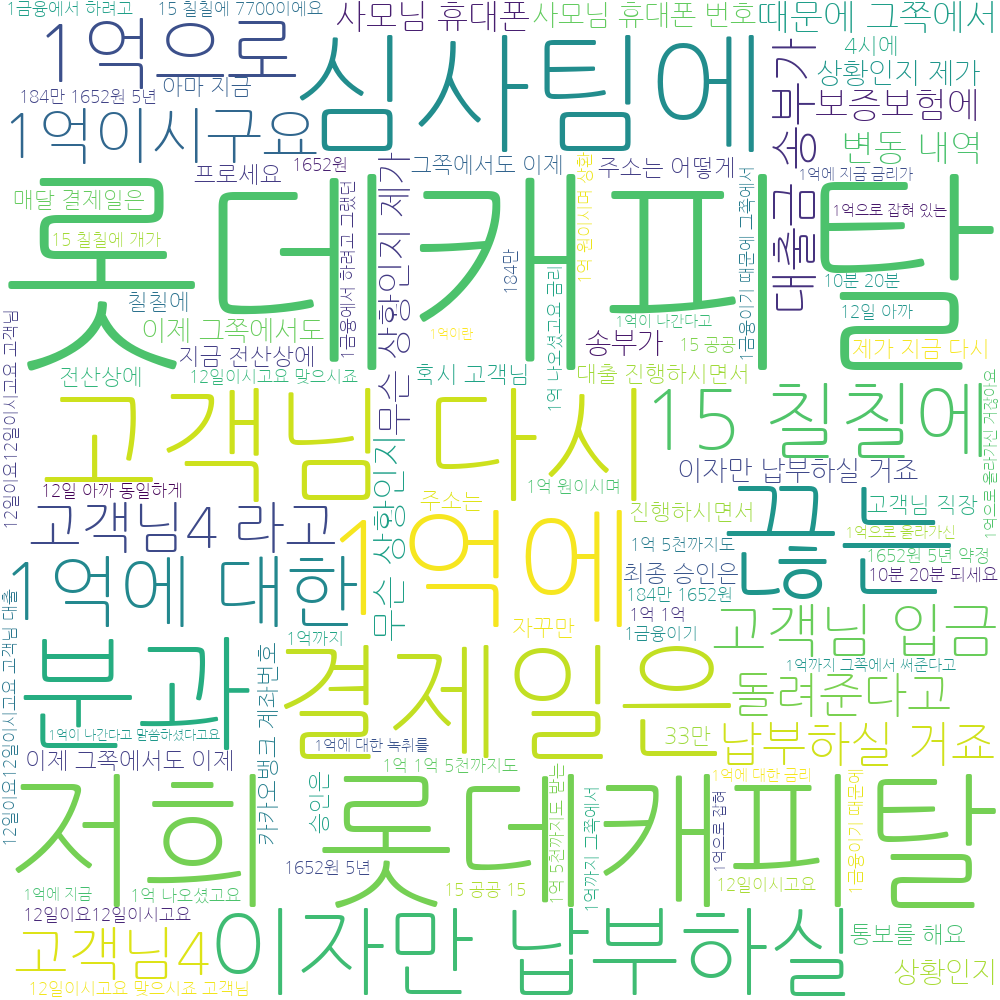 1금융에서 하려고
15 칠칠에 7700이에요
사모님 휴대폰
사모님 휴대폰 번호
때문에 그쪽에서
1억으로
심사팀에
4시에
상황인지 제가
아마 지금
184만 1652원 5년
대출금 송부가
보증보험에
1억이시구요
변동 내역
프로세요
1652원
그쪽에서도 이제
주소는 어떻게
1억에 지금 금리가
매달 결제일은
롯데캐피탈
1억으로 잡혀 있는
15 칠칠에 개가
1금융에서 하려고 그랬던
무슨 상황인지 제가
184만
1억 원이시며 상환
1금융이기 때문에 그쪽에서
10분 20분
칠칠에
12일 아까
이제 그쪽에서도
1억이란
1억 나오셨고요 금리
1억이 나간다고
송부가
15 공공
제가 지금 다시
지금 전산상에
전산상에
12일이시고요 맞으시죠
혹시 고객님
대출 진행하시면서
12일이요12일이시고요 고객님
고객님 다시
15 칠칠에
1억으로 올라가신 거잖아요
이자만 납부하실 거죠
12일 아까 동일하게
무슨 상황인지
주소는
1억 원이시며
끊는
고객님 직장
고객님4 라고
1억에
진행하시면서
1억으로 올라가신
1억 5천까지도
1652원 5년 약정
1억에 대한
최종 승인은
10분 20분 되세요
184만 1652원
1억 1억
고객님 입금
자꾸만
1금융이기
12일이요12일이시고요 고객님 대출
1억까지
분과
결제일은
1억까지 그쪽에서 써준다고
카카오뱅크 계좌번호
돌려준다고
1억이 나간다고 말씀하셨다고요
33만
납부하실 거죠
1억에 대한 녹취를
이제 그쪽에서도 이제
1억 1억 5천까지도
1억에 대한 금리
저희 롯데캐피탈
승인은
1억 5천까지도 받는
1억까지 그쪽에서
1억으로 잡혀
1금융이기 때문에
1652원 5년
1억에 지금
1억 나오셨고요
15 공공 15
12일이시고요
12일이요12일이시고요
이자만 납부하실
고객님4
통보를 해요
상황인지
12일이시고요 맞으시죠 고객님